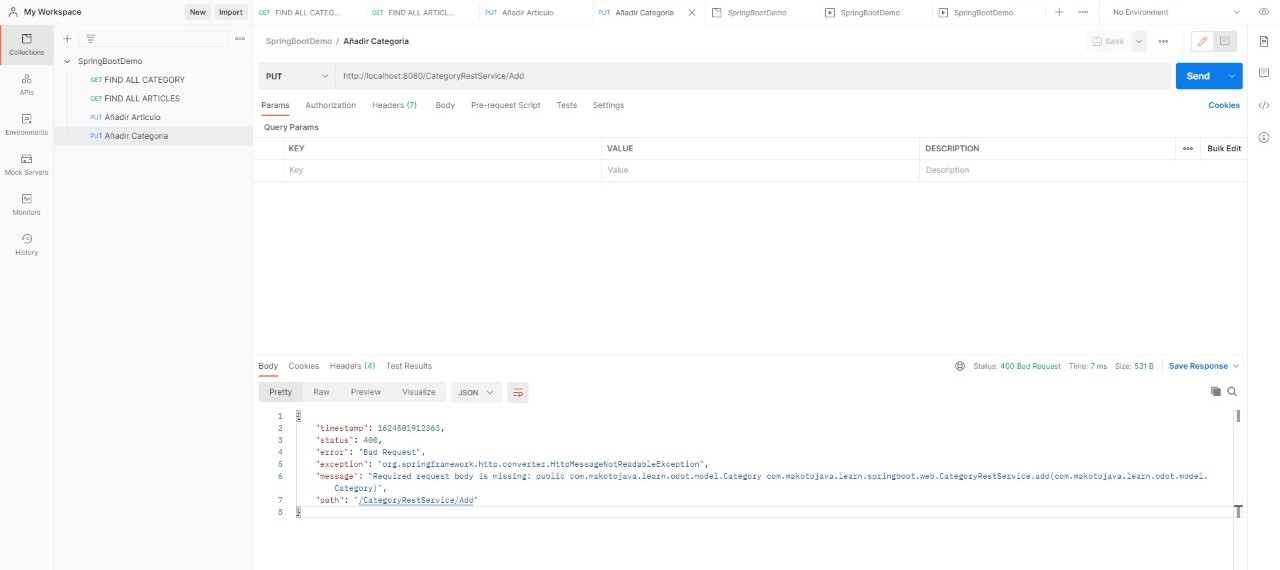 My Workspace
New
Import
GET FIND ALL CATEG...
GET FIND ALL ARTICL...
PUT Añadir Articulo
PUT Añadir Categoria
SpringBootDemo
SpringBootDemo
SpringBootDemo
No Environment
Collections
APIs
Environments
Mock Servers
Monitors
History
SpringBootDemo
GET FIND ALL CATEGORY
GET FIND ALL ARTICLES
PUT Añadir Articulo
PUT Añadir Categoria
SpringBootDemo / Añadir Categoria
Save
PUT http://localhost:8080/CategoryRestService/Add
Send
Params Authorization Headers (7) Body Pre-request Script Tests Settings
Cookies
Query Params
KEY VALUE DESCRIPTION
Bulk Edit
Key Value Description
Body Cookies Headers (4) Test Results
Status: 400 Bad Request Time: 7 ms Size: 531 B
Save Response
Pretty Raw Preview Visualize JSON
1 {
2 "timestamp": 1624501912363,
3 "status": 400,
4 "error": "Bad Request",
5 "exception": "org.springframework.http.converter.HttpMessageNotReadableException",
6 "message": "Required request body is missing: public com.makotojava.learn.odot.model.Category com.makotojava.learn.springboot.web.CategoryRestService.add(com.makotojava.learn.odot.model.
Category)",
7 "path": "/CategoryRestService/Add"
8 }